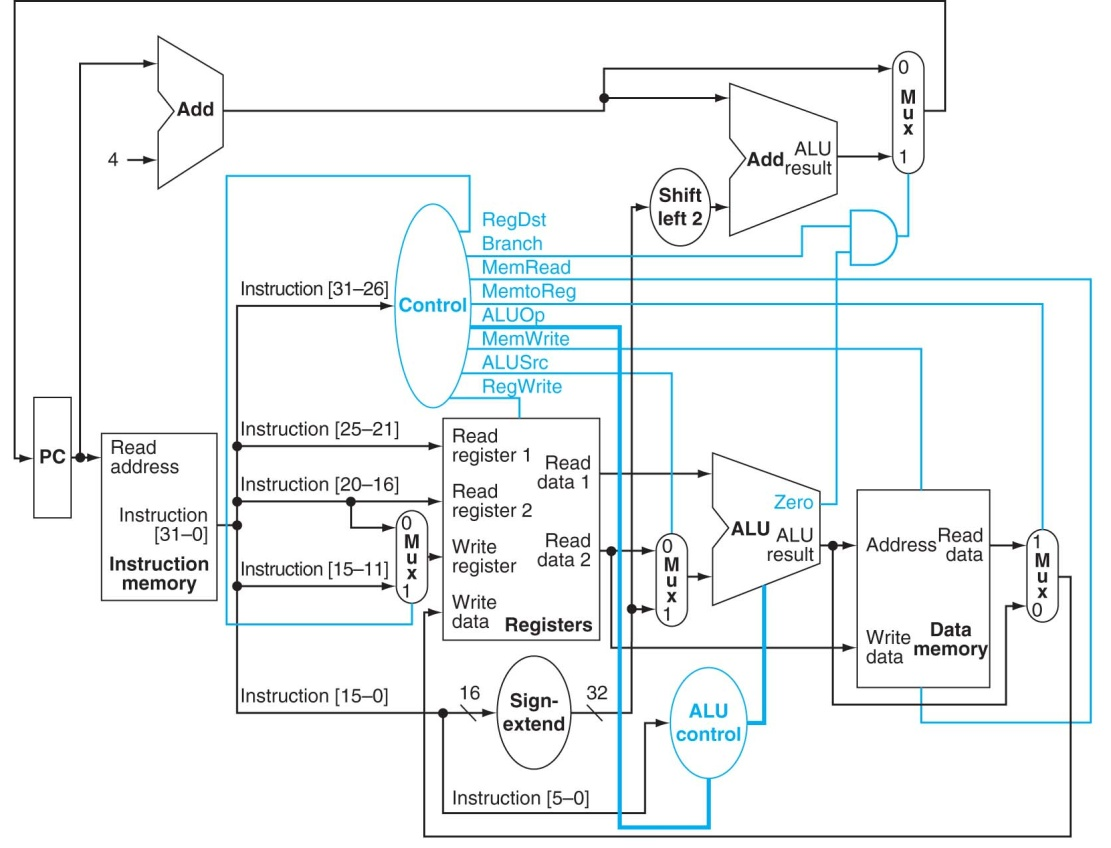 Add
4
0
Mux
1
Add
ALU
result
Shift
left 2
RegDst
Branch
MemRead
MemtoReg
ALUOp
MemWrite
ALUSrc
RegWrite
Control
Instruction [31–26]
Instruction [25–21]
Instruction [20–16]
Instruction [15–11]
Instruction [15–0]
Instruction [5–0]
PC
Read
address
Instruction
[31–0]
Instruction
memory
0
Mux
1
Read
register 1
Read
register 2
Write
register
Write
data
Read
data 1
Read
data 2
Registers
16
Sign-
extend
32
0
Mux
1
Zero
ALU
ALU
result
ALU
control
Address
Read
data
Write
data
Data
memory
1
Mux
0